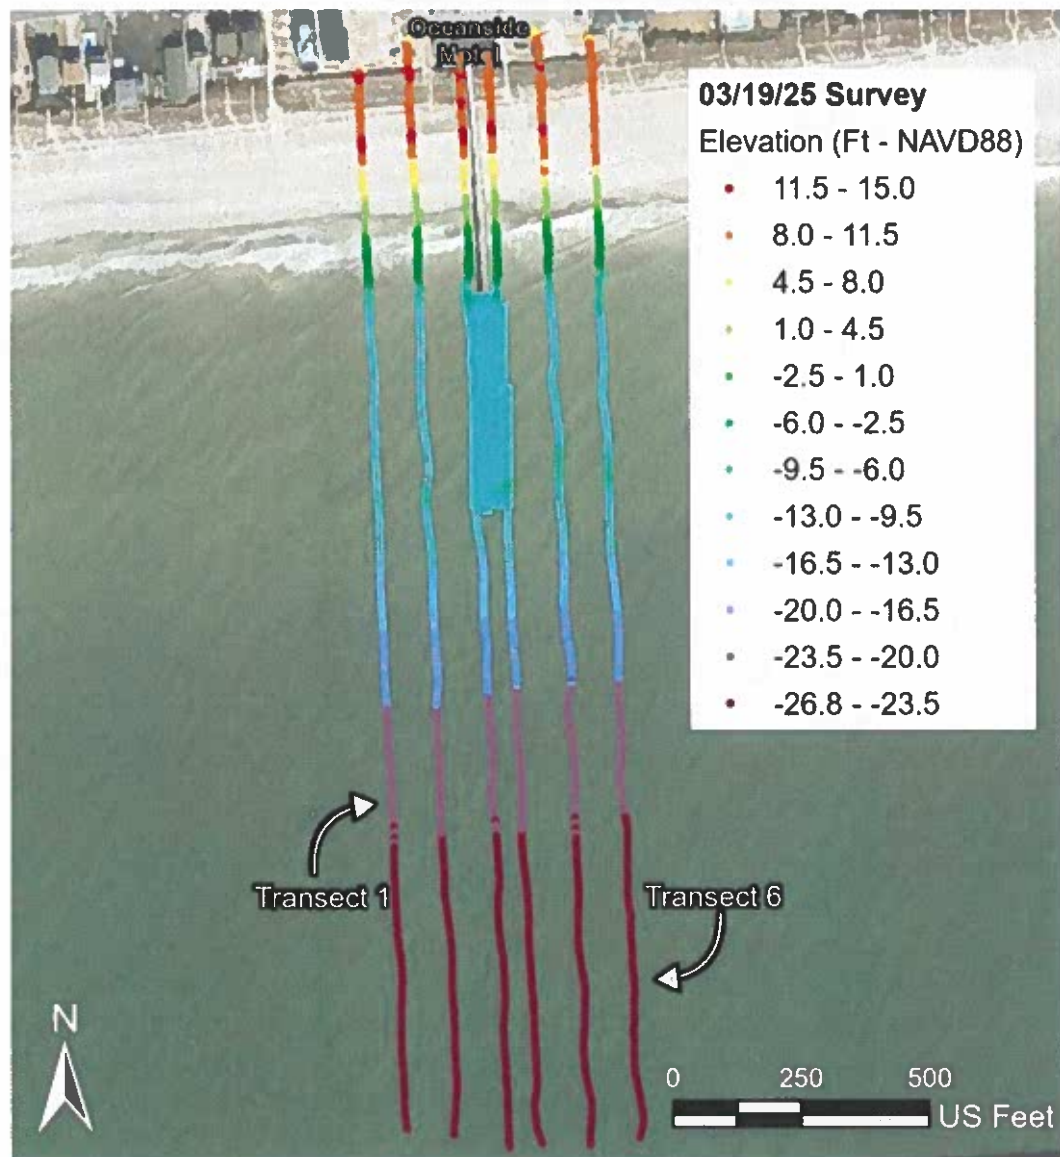 Oceanside
Motel
03/19/25 Survey
Elevation (Ft - NAVD88)
11.5 - 15.0
8.0 - 11.5
4.5 - 8.0
1.0 - 4.5
-2.5 - 1.0
-6.0 - -2.5
-9.5 - -6.0
-13.0 - -9.5
-16.5 - -13.0
-20.0 - -16.5
-23.5 - -20.0
-26.8 - -23.5
Transect 1
Transect 6
N
0 250 500
US Feet